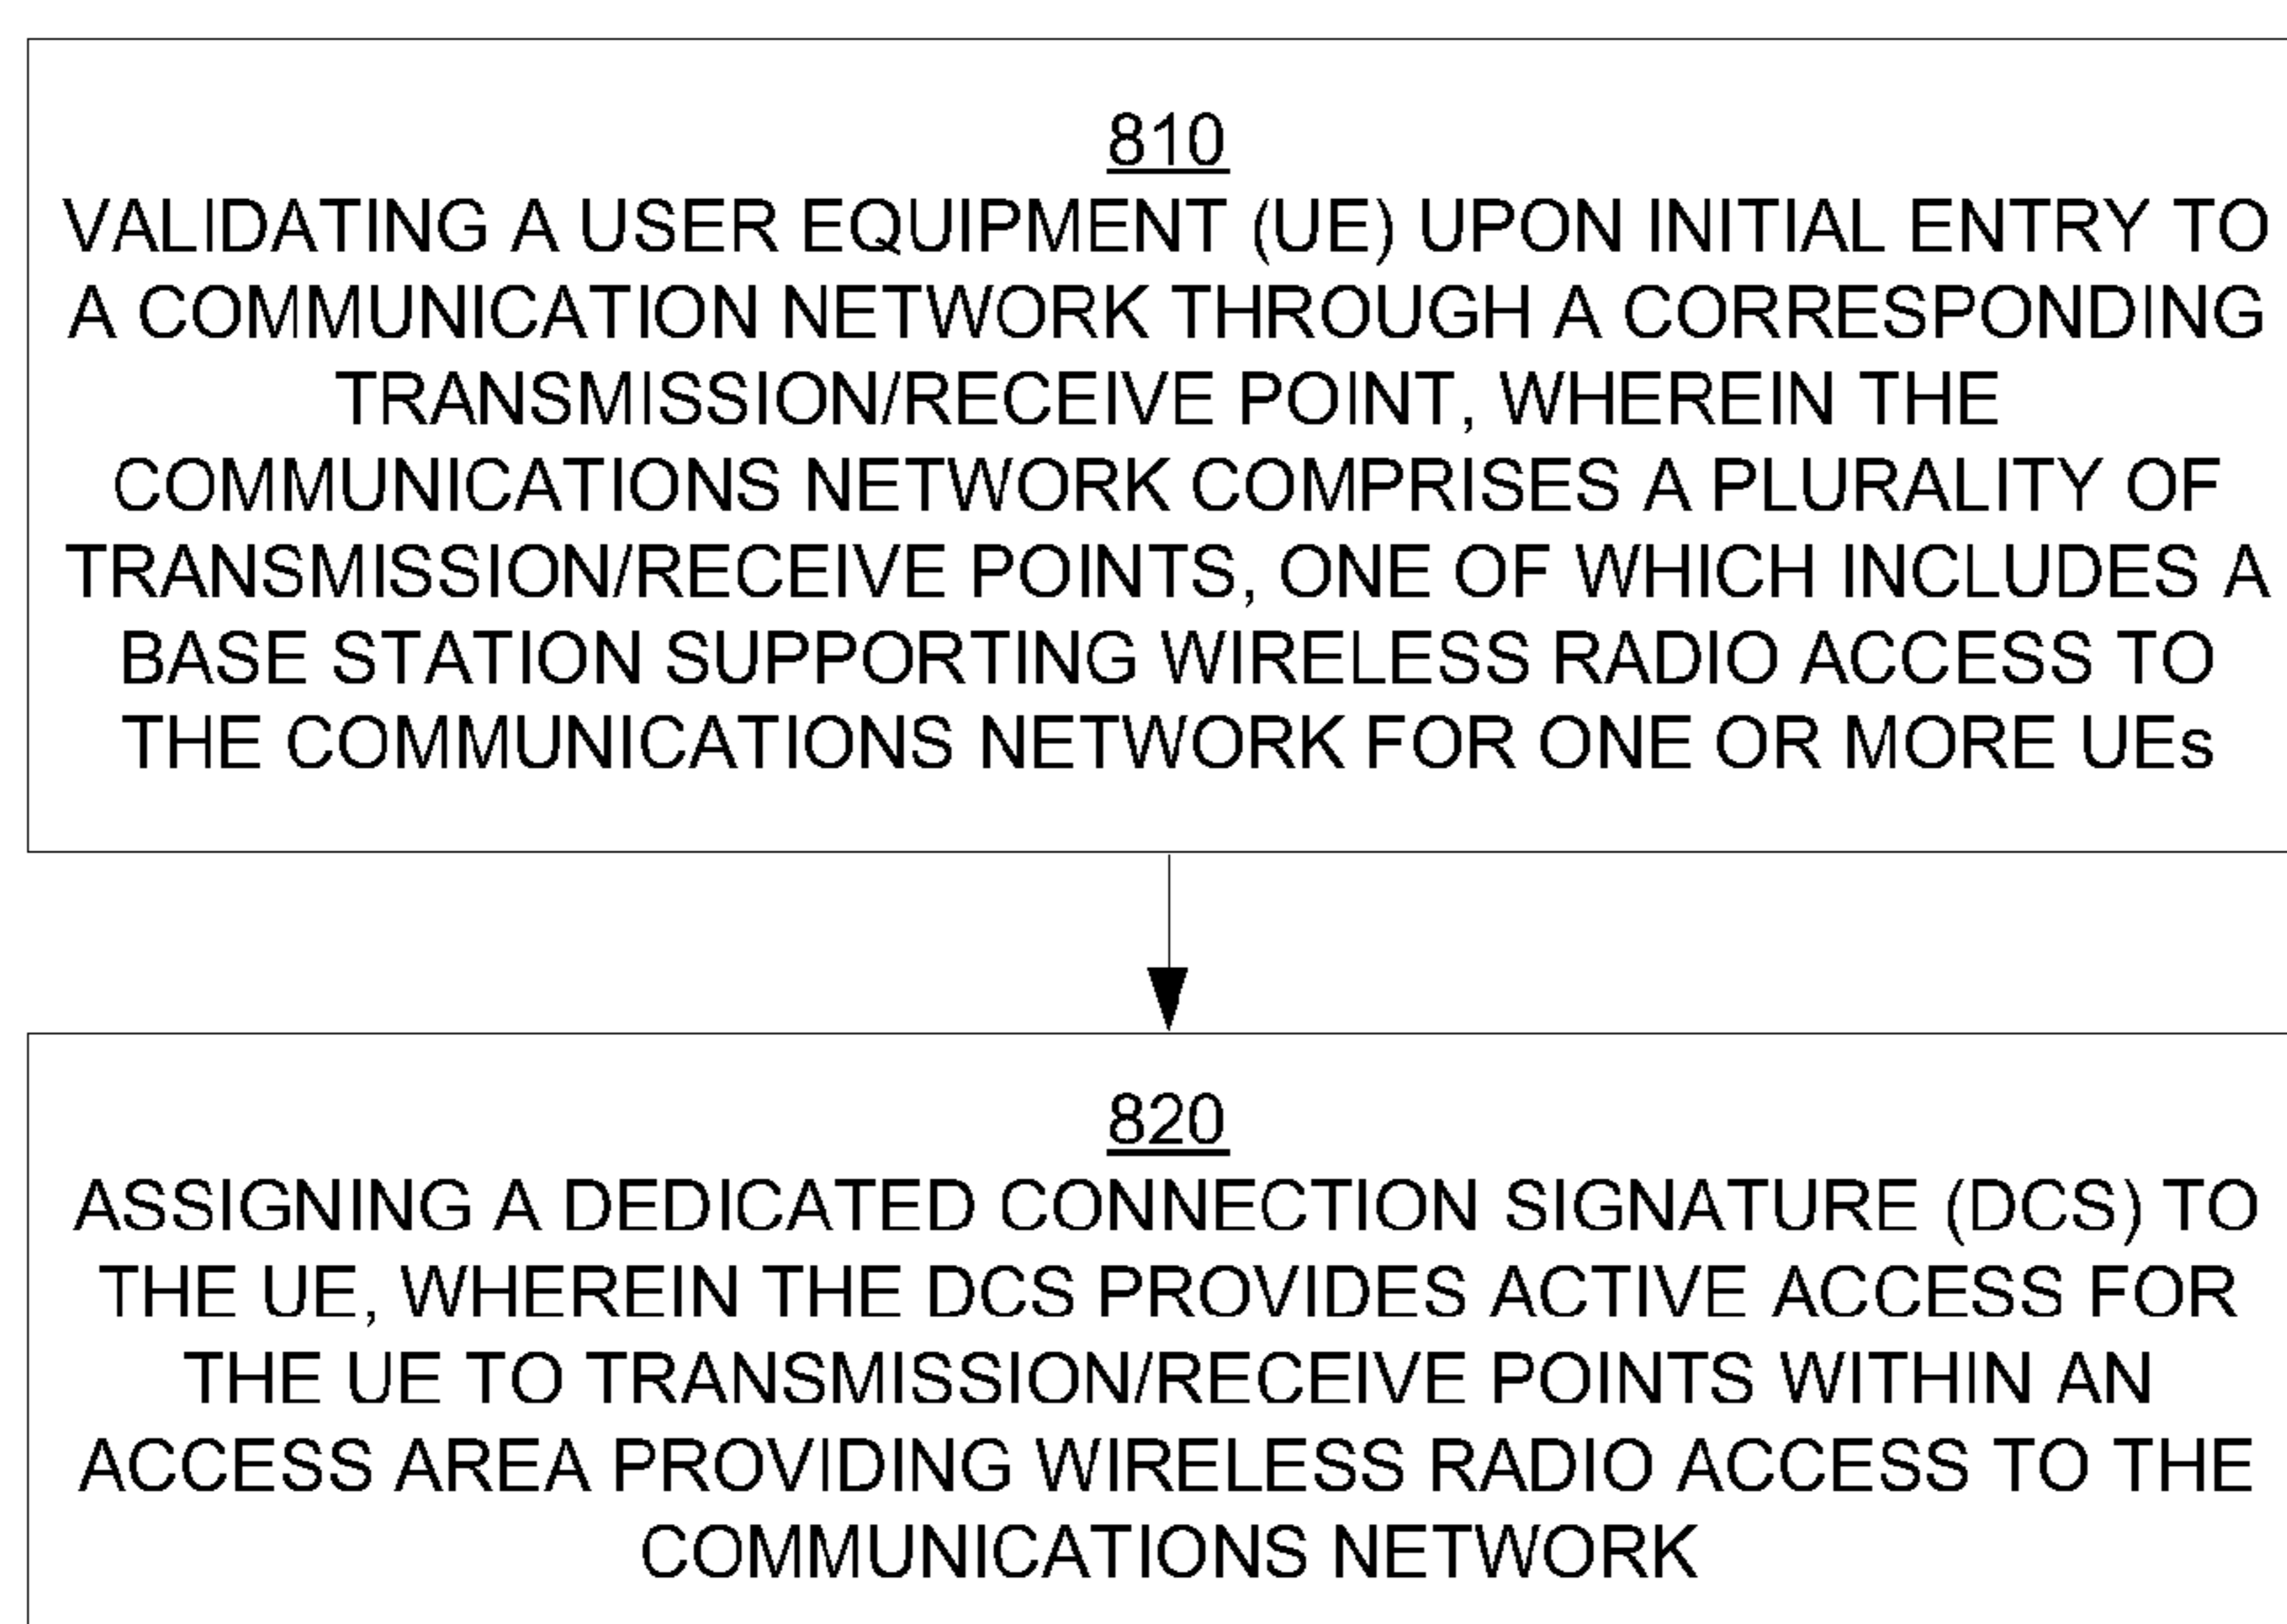 810
VALIDATING A USER EQUIPMENT (UE) UPON INITIAL ENTRY TO
A COMMUNICATION NETWORK THROUGH A CORRESPONDING
TRANSMISSION/RECEIVE POINT, WHEREIN THE
COMMUNICATIONS NETWORK COMPRISES A PLURALITY OF
TRANSMISSION/RECEIVE POINTS, ONE OF WHICH INCLUDES A
BASE STATION SUPPORTING WIRELESS RADIO ACCESS TO
THE COMMUNICATIONS NETWORK FOR ONE OR MORE UEs
820
ASSIGNING A DEDICATED CONNECTION SIGNATURE (DCS) TO
THE UE, WHEREIN THE DCS PROVIDES ACTIVE ACCESS FOR
THE UE TO TRANSMISSION/RECEIVE POINTS WITHIN AN
ACCESS AREA PROVIDING WIRELESS RADIO ACCESS TO THE
COMMUNICATIONS NETWORK